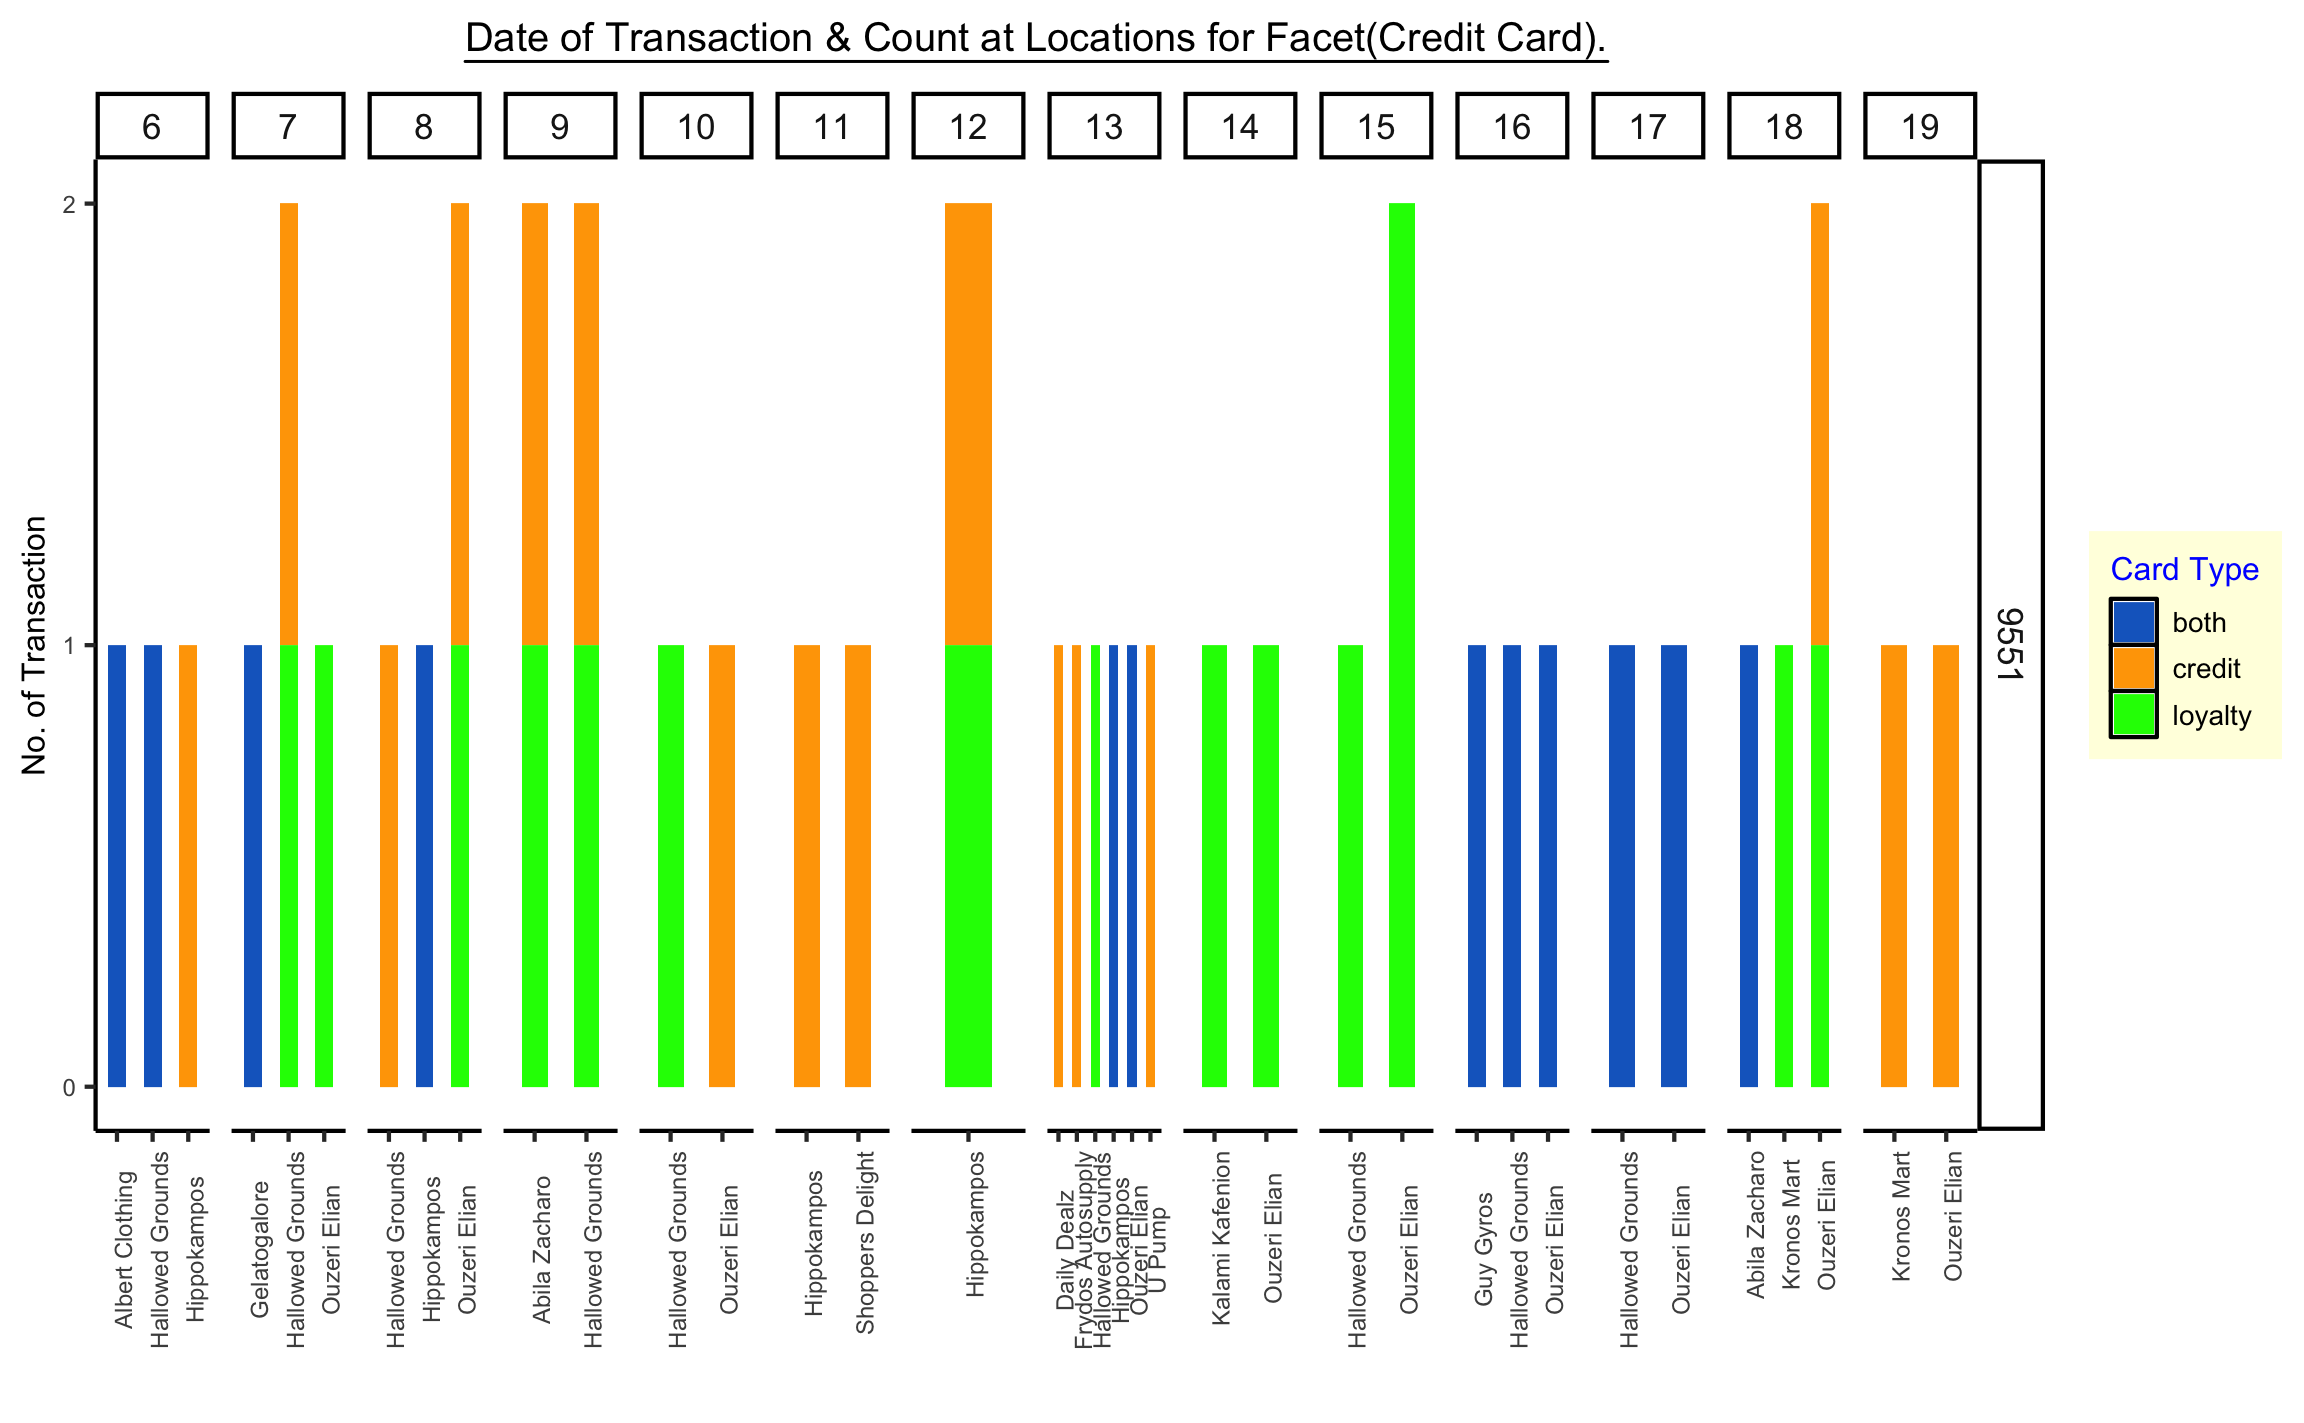 Date of Transaction & Count at Locations for Facet(Credit Card).
6 7 8 9 10 11 12 13 14 15 16 17 18 19
No. of Transaction
2
1
0
9551
Card Type
both
credit
loyalty
Albert Clothing
Hallowed Grounds
Hippokampos
Gelatogalore
Hallowed Grounds
Ouzeri Elian
Hallowed Grounds
Hippokampos
Ouzeri Elian
Abila Zacharo
Hallowed Grounds
Hallowed Grounds
Ouzeri Elian
Hippokampos
Shoppers Delight
Hippokampos
Daily Dealz
Frydos Autosupply
Hallowed Grounds
Hippokampos
Ouzeri Elian
U Pump
Kalami Kafenion
Ouzeri Elian
Hallowed Grounds
Ouzeri Elian
Guy Gyros
Hallowed Grounds
Ouzeri Elian
Hallowed Grounds
Ouzeri Elian
Abila Zacharo
Kronos Mart
Ouzeri Elian
Kronos Mart
Ouzeri Elian